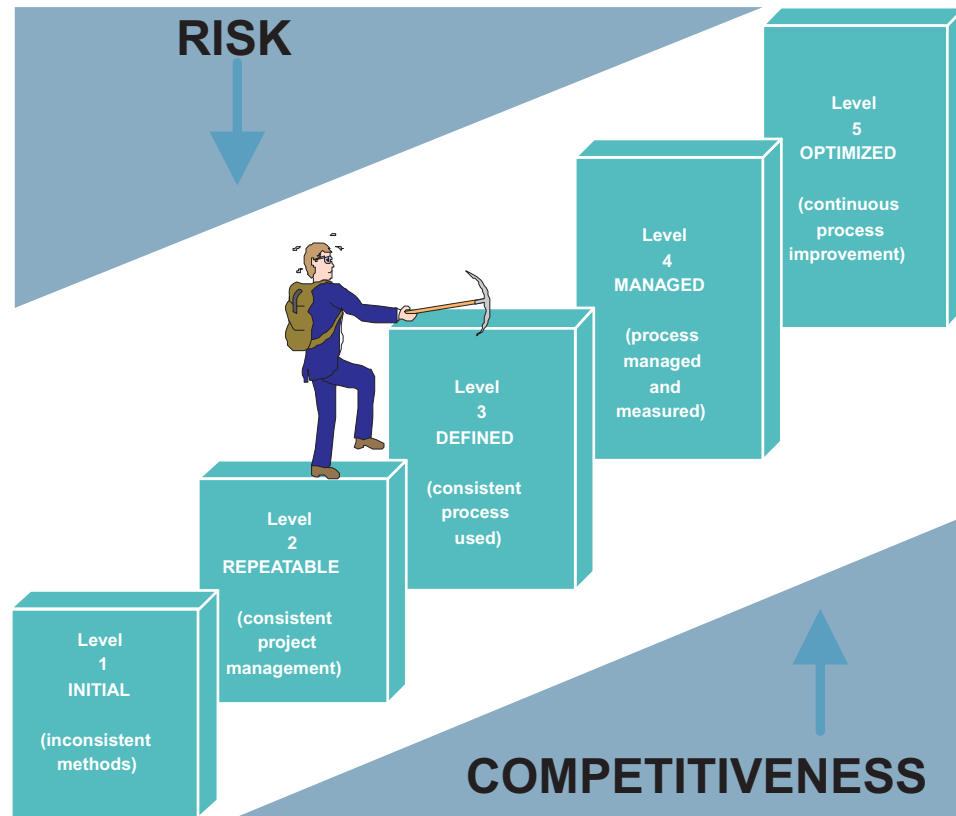 RISK
Level
5
OPTIMIZED
(continuous
process
improvement)
Level
4
MANAGED
(process
managed
and
measured)
Level
3
DEFINED
(consistent
process
used)
Level
2
REPEATABLE
(consistent
project
management)
Level
1
INITIAL
(inconsistent
methods)
COMPETITIVENESS